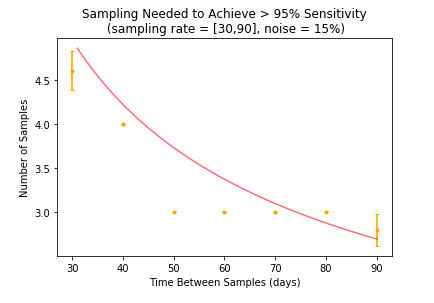 Sampling Needed to Achieve > 95% Sensitivity
(sampling rate = [30,90], noise = 15%)
4.5
4.0
3.5
3.0
Number of Samples
30 40 50 60 70 80 90
Time Between Samples (days)